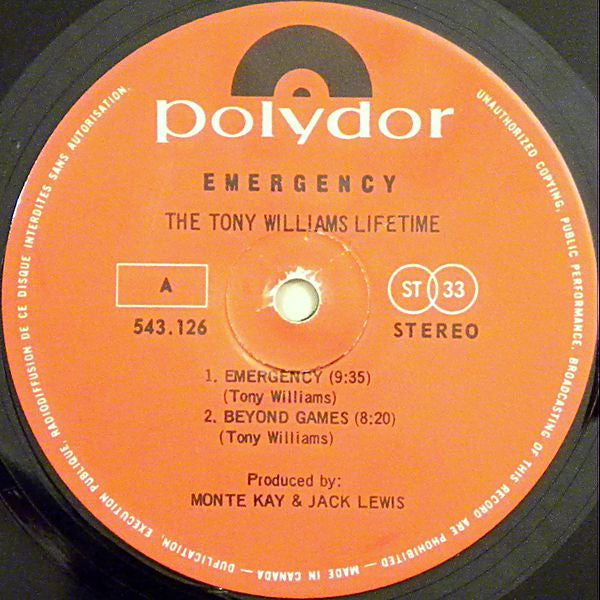 polydor
EMERGENCY
THE TONY WILLIAMS LIFETIME
A
543.126
ST 33
STEREO
1. EMERGENCY (9:35)
(Tony Williams)
2. BEYOND GAMES (8:20)
(Tony Williams)
Produced by:
MONTE KAY & JACK LEWIS
UNAUTHORIZED COPYING, PUBLIC PERFORMANCE, BROADCASTING OF THIS RECORD ARE PROHIBITED — MADE IN CANADA — DUPLICATION, EXECUTION PUBLIQUE, RADIODIFFUSION DE CE DISQUE INTERDITES SANS AUTORISATION.